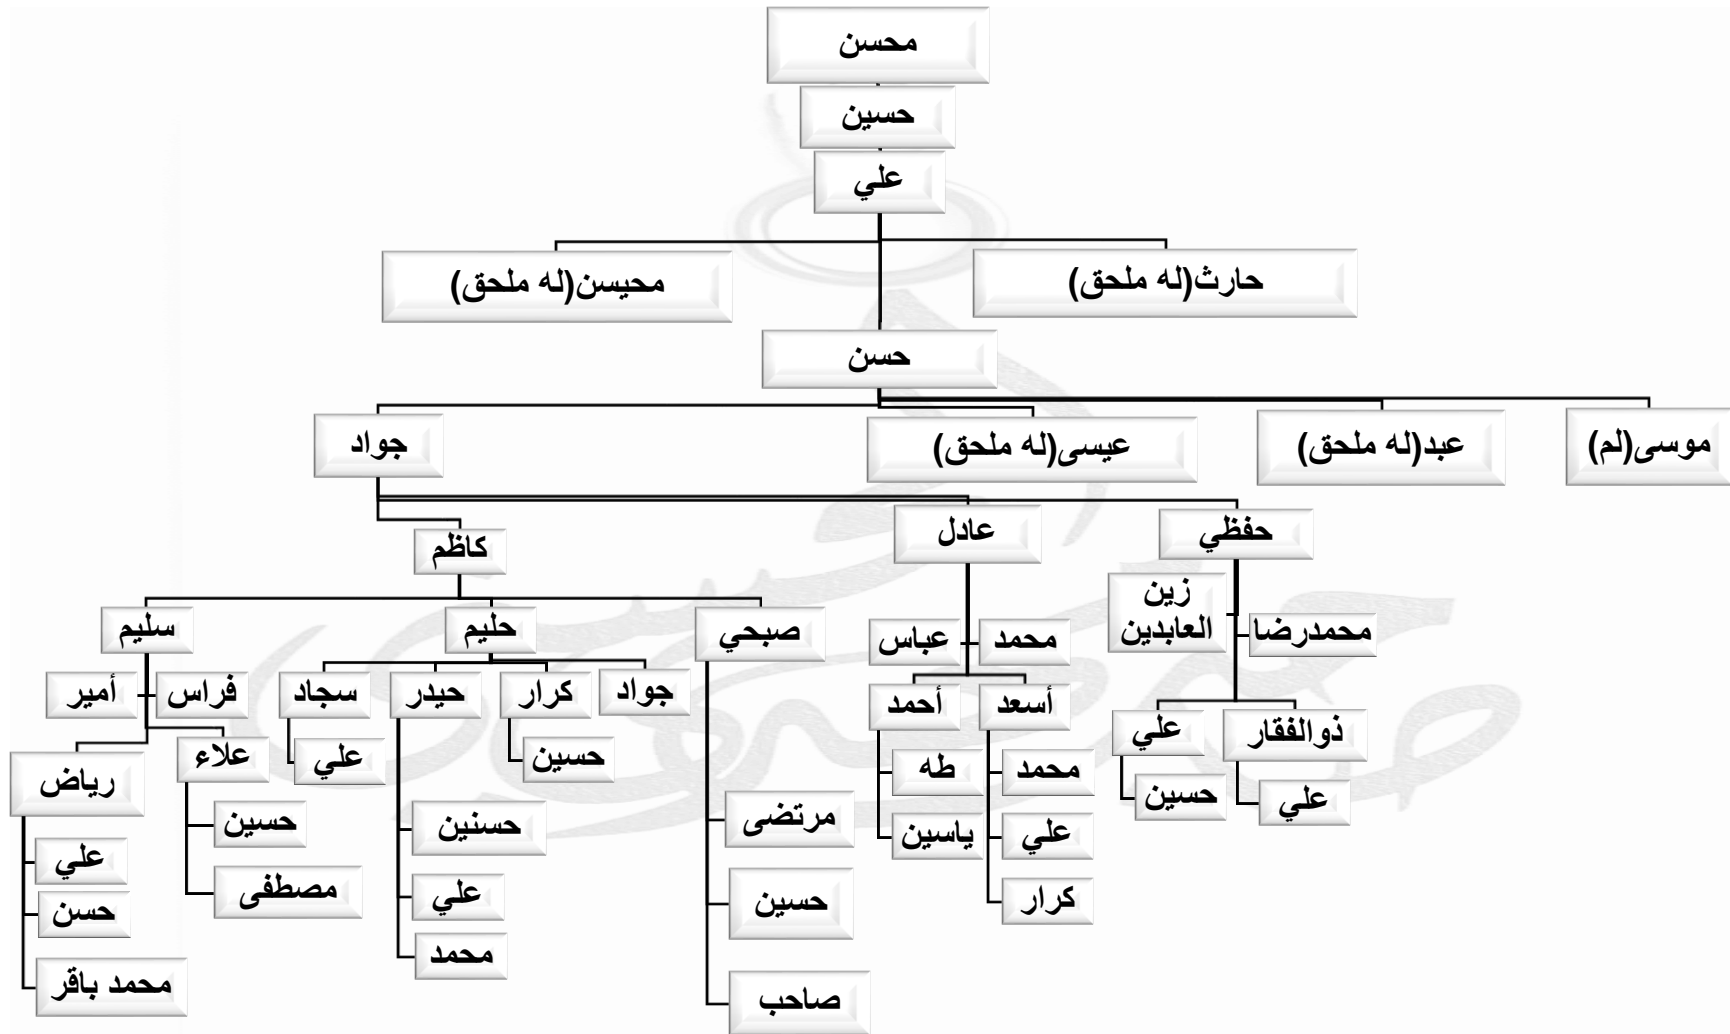 محسن
حسين
علي
حارث(له ملحق)
محيسن(له ملحق)
حسن
موسى(لم)
عبد(له ملحق)
عيسى(له ملحق)
جواد
حفظي
عادل
كاظم
زين
العابدين
محمدرضا
علي
ذوالفقار
حسين
علي
محمد
عباس
أسعد
أحمد
محمد
علي
كرار
طه
ياسين
صبحي
حليم
سليم
مرتضى
حسين
صاحب
جواد
كرار
حيدر
سجاد
حسين
حسنين
علي
محمد
علي
فراس
أمير
علاء
رياض
حسين
مصطفى
علي
حسن
محمد باقر